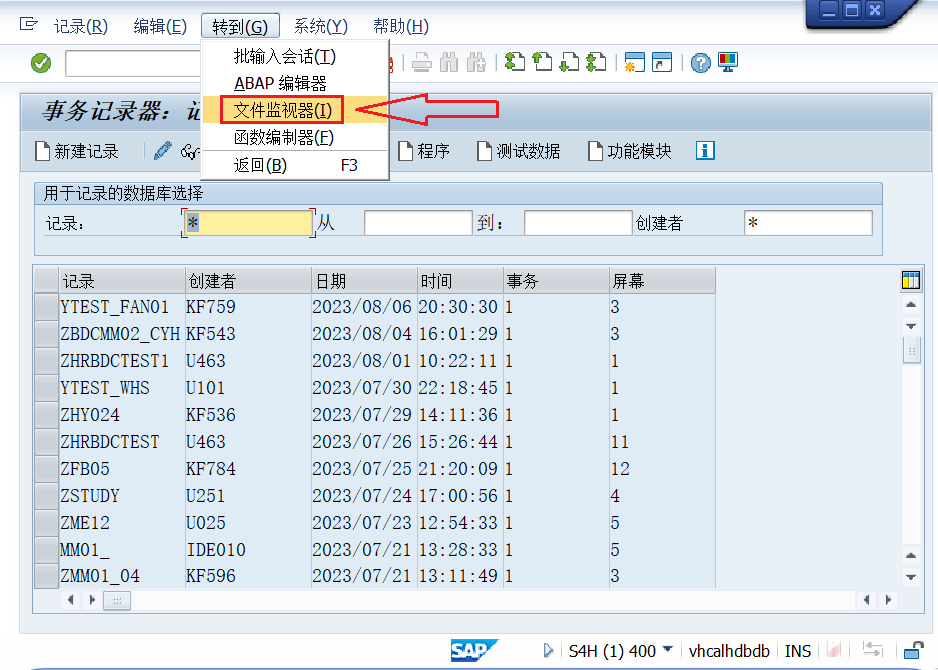 记录(R) 编辑(E) 转到(G) 系统(Y) 帮助(H)
批输入会话(T)
ABAP 编辑器
文件监视器(I)
函数编制器(F)
返回(B) F3
事务记录器：
新建记录 程序 测试数据 功能模块
用于记录的数据库选择
记录： * 从 到： 创建者 *
记录 创建者 日期 时间 事务 屏幕
YTEST_FAN01 KF759 2023/08/06 20:30:30 1 3
ZBDCMM02_CYH KF543 2023/08/04 16:01:29 1 3
ZHRBDCTEST1 U463 2023/08/01 10:22:11 1 1
YTEST_WHS U101 2023/07/30 22:18:45 1 1
ZHY024 KF536 2023/07/29 14:11:36 1 1
ZHRBDCTEST U463 2023/07/26 15:26:44 1 11
ZFB05 KF784 2023/07/25 21:20:09 1 12
ZSTUDY U251 2023/07/24 17:00:56 1 4
ZME12 U025 2023/07/23 12:54:33 1 5
MM01_ IDE010 2023/07/21 13:28:33 1 5
ZMM01_04 KF596 2023/07/21 13:11:49 1 3
SAP S4H (1) 400 vhcalhdbdb INS